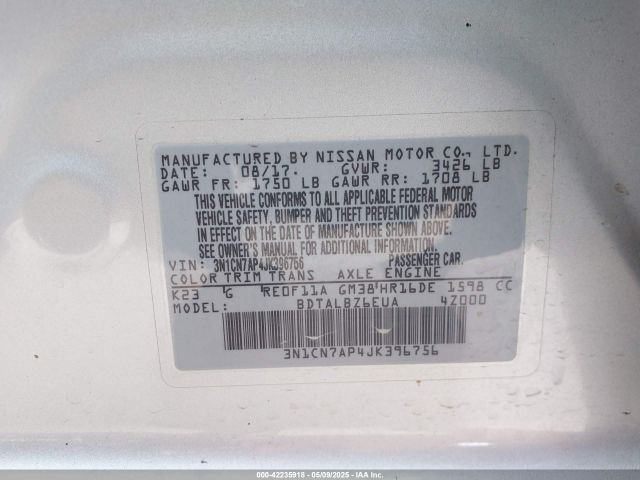 MANUFACTURED BY NISSAN MOTOR CO., LTD.
DATE: 08/17. GVWR: 3426 LB
GAWR FR: 1750 LB GAWR RR: 1708 LB
THIS VEHICLE CONFORMS TO ALL APPLICABLE FEDERAL MOTOR
VEHICLE SAFETY, BUMPER AND THEFT PREVENTION STANDARDS
IN EFFECT ON THE DATE OF MANUFACTURE SHOWN ABOVE.
SEE OWNER'S MANUAL FOR ADDITIONAL INFORMATION.
VIN: 3N1CN7AP4JK396756 PASSENGER CAR.
COLOR TRIM TRANS AXLE ENGINE
K23 G RE0F11A GM38 HR16DE 1598 CC
MODEL: BDTALBZ6EUA 4Z000
3N1CN7AP4JK396756
000-42235918 | 05/09/2025 | IAA Inc.